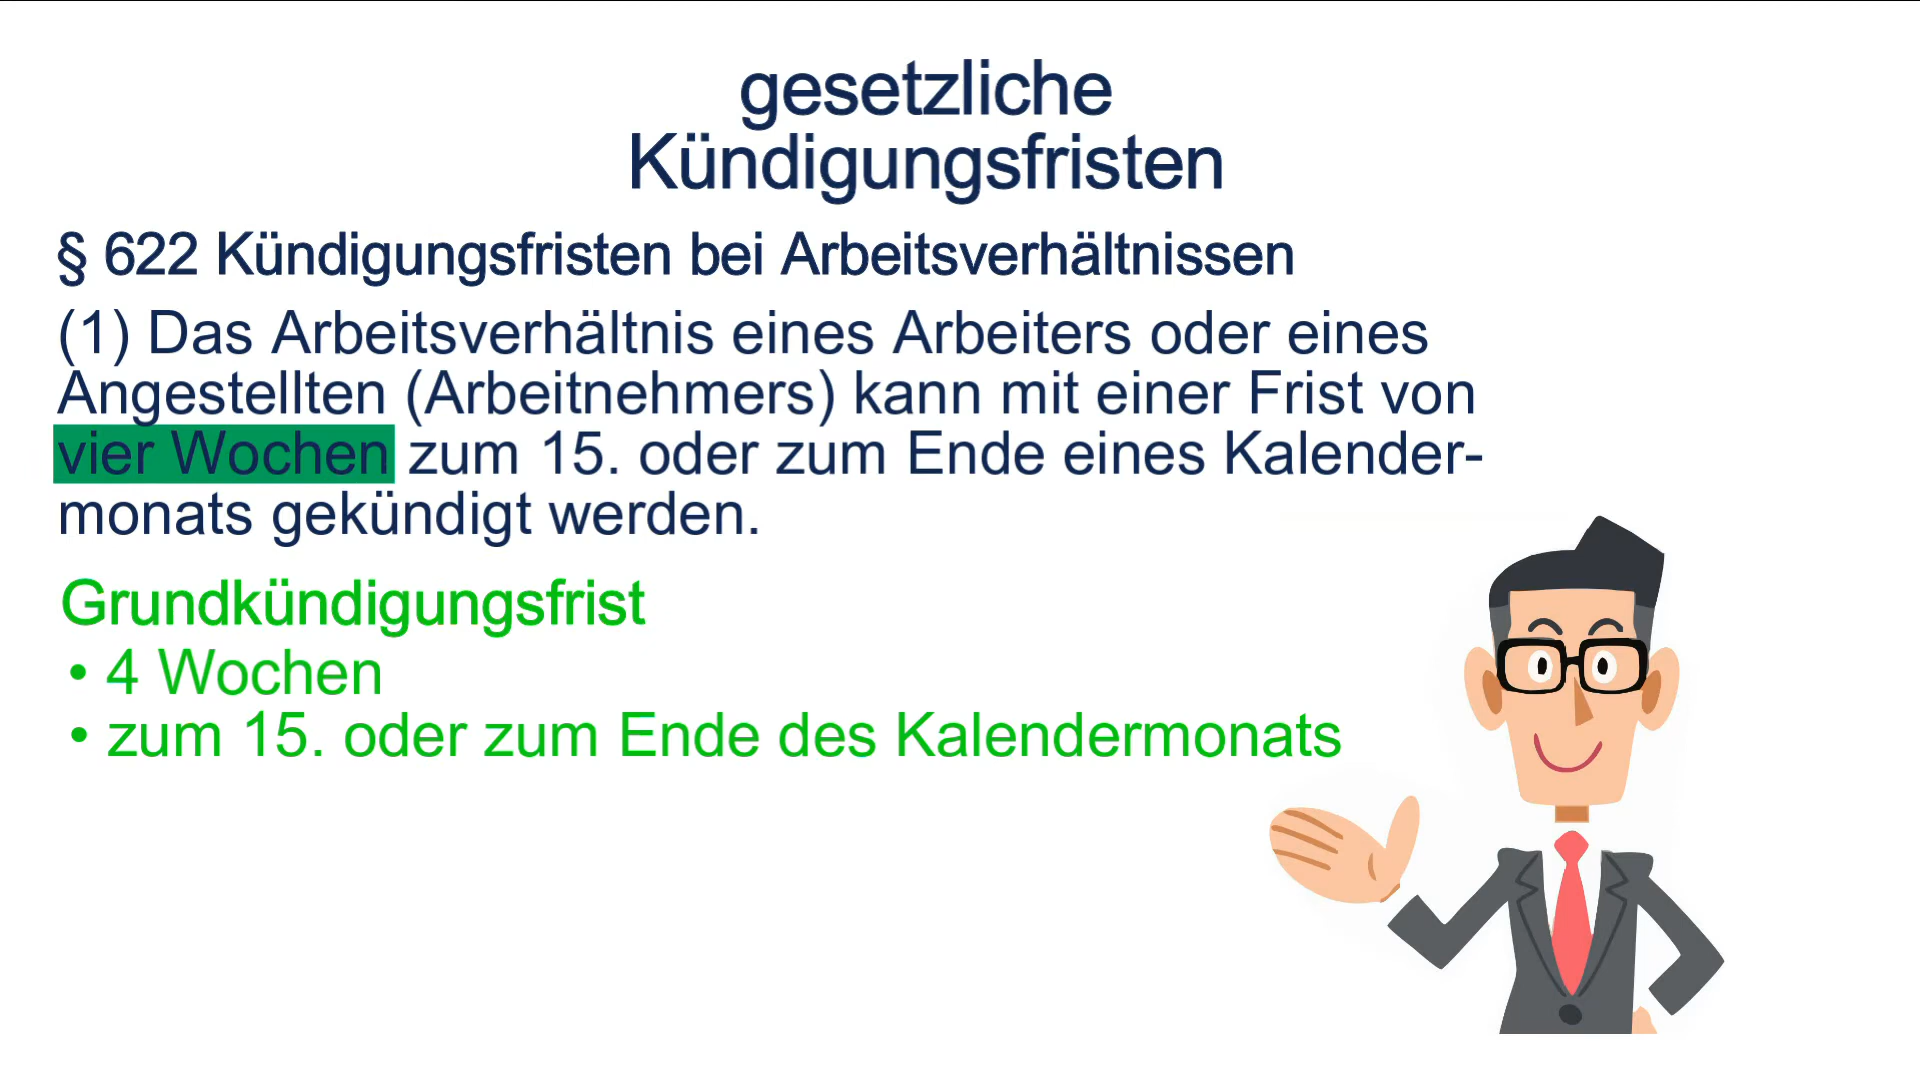 gesetzliche
Kündigungsfristen
§ 622 Kündigungsfristen bei Arbeitsverhältnissen
(1) Das Arbeitsverhältnis eines Arbeiters oder eines
Angestellten (Arbeitnehmers) kann mit einer Frist von
vier Wochen zum 15. oder zum Ende eines Kalender-
monats gekündigt werden.
Grundkündigungsfrist
• 4 Wochen
• zum 15. oder zum Ende des Kalendermonats